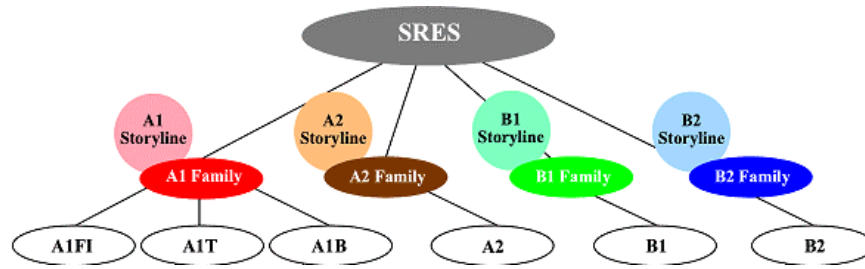 SRES
A1
Storyline
A2
Storyline
B1
Storyline
B2
Storyline
A1 Family
A2 Family
B1 Family
B2 Family
A1FI
A1T
A1B
A2
B1
B2